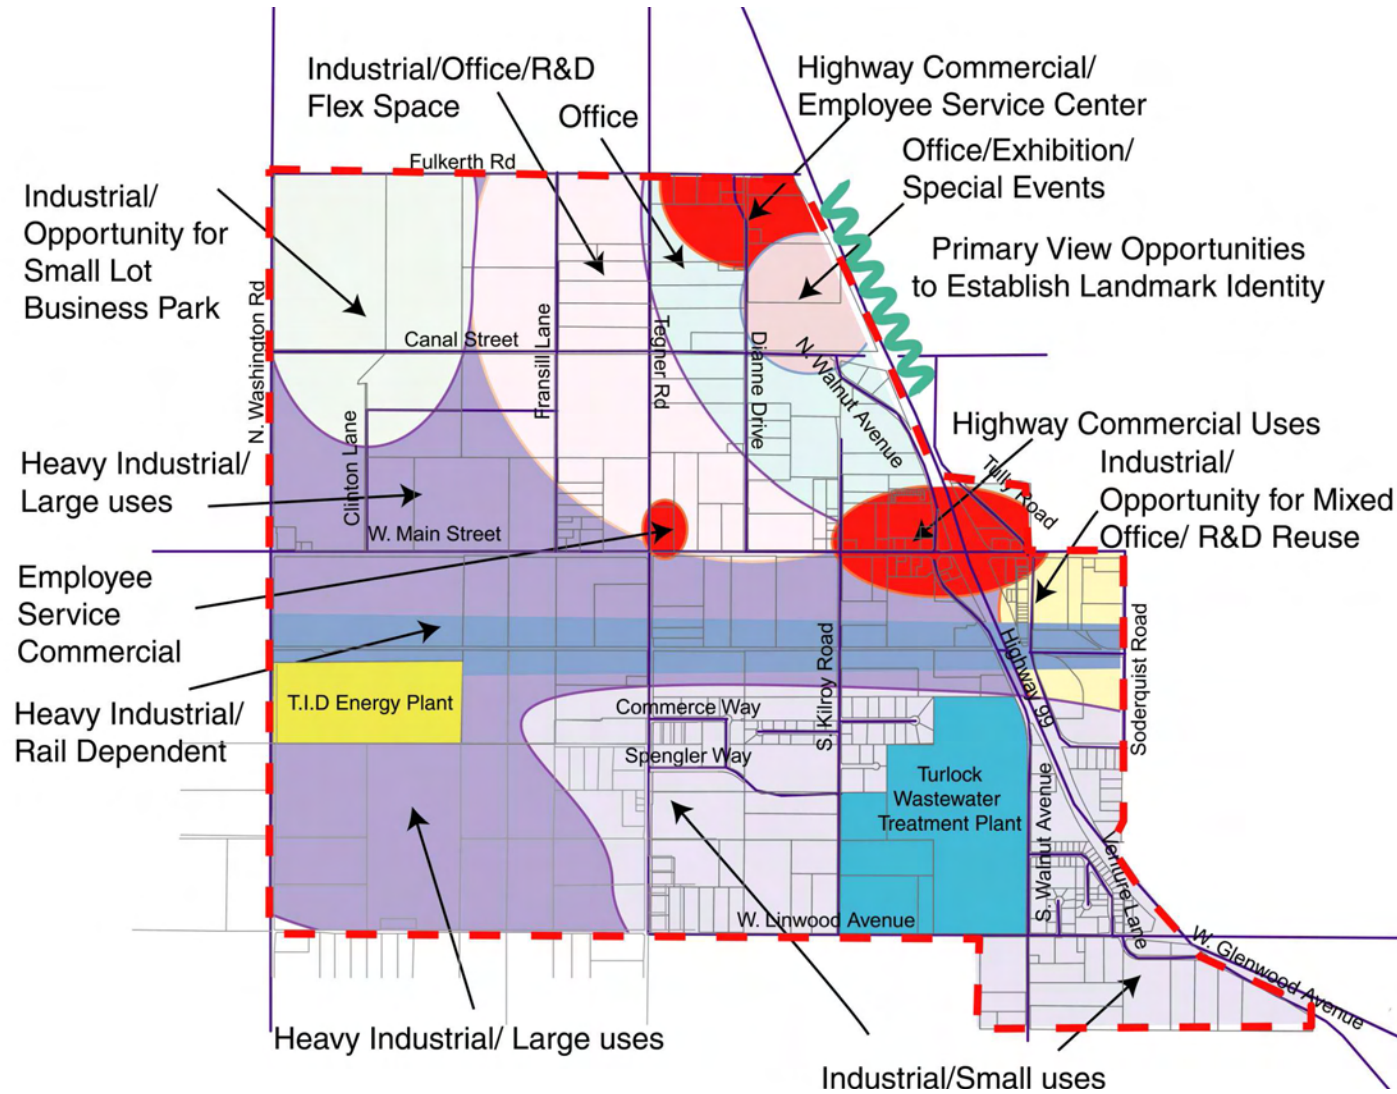 Industrial/Office/R&D
Flex Space
Office
Highway Commercial/
Employee Service Center
Office/Exhibition/
Special Events
Fulkerth Rd
Industrial/
Opportunity for
Small Lot
Business Park
Primary View Opportunities
to Establish Landmark Identity
N. Washington Rd
Canal Street
Fransill Lane
Tegner Rd
Dianne Drive
N. Walnut Avenue
Highway Commercial Uses
Industrial/
Opportunity for Mixed
Office/ R&D Reuse
Tully Road
Heavy Industrial/
Large uses
Clinton Lane
W. Main Street
Employee
Service
Commercial
Heavy Industrial/
Rail Dependent
T.I.D Energy Plant
S. Kilroy Road
Highway 99
Soderquist Road
Commerce Way
Spengler Way
Turlock
Wastewater
Treatment Plant
S. Walnut Avenue
Venture Lane
W. Linwood Avenue
W. Glenwood Avenue
Heavy Industrial/ Large uses
Industrial/Small uses